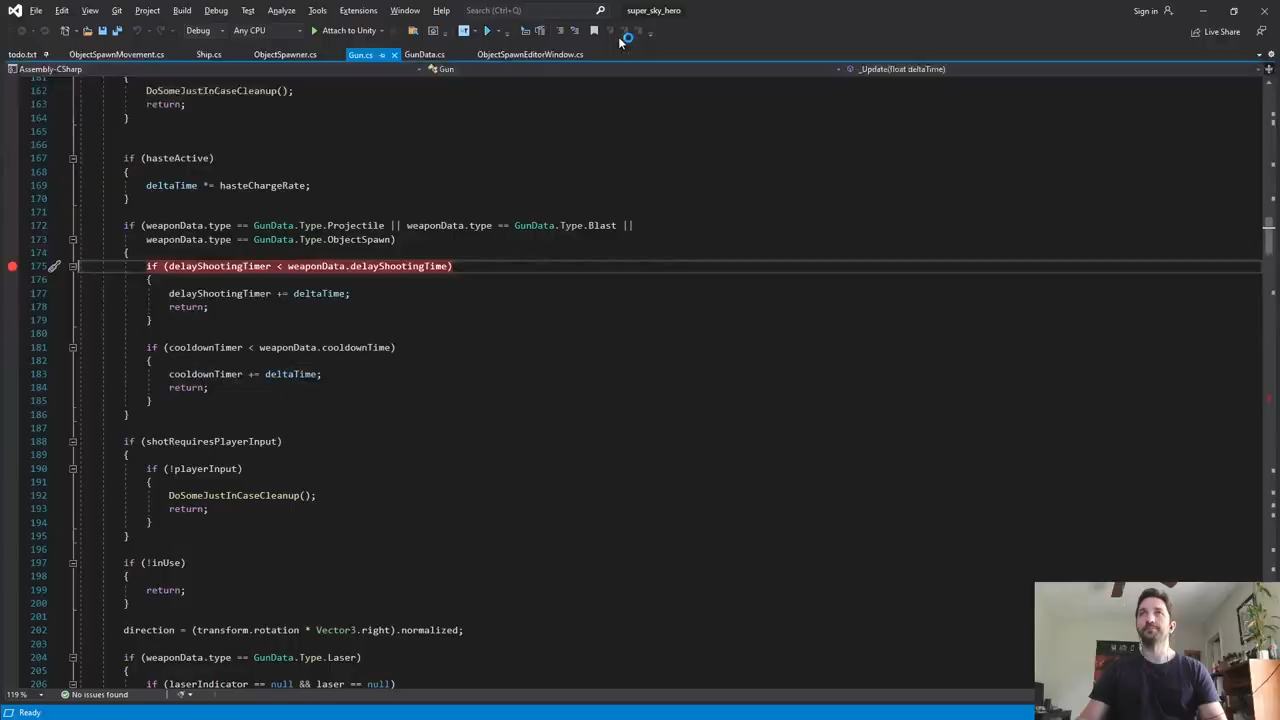 File Edit View Git Project Build Debug Test Analyze Tools Extensions Window Help Search (Ctrl+Q) super_sky_hero Sign in
Debug Any CPU Attach to Unity Live Share
todo.txt ObjectSpawnMovement.cs Ship.cs ObjectSpawner.cs Gun.cs GunData.cs ObjectSpawnEditorWindow.cs
Assembly-CSharp Gun _Update(float deltaTime)
161 {
162 DoSomeJustInCaseCleanup();
163 return;
164 }
165
166
167 if (hasteActive)
168 {
169 deltaTime *= hasteChargeRate;
170 }
171
172 if (weaponData.type == GunData.Type.Projectile || weaponData.type == GunData.Type.Blast ||
173 weaponData.type == GunData.Type.ObjectSpawn)
174 {
175 if (delayShootingTimer < weaponData.delayShootingTime)
176 {
177 delayShootingTimer += deltaTime;
178 return;
179 }
180
181 if (cooldownTimer < weaponData.cooldownTime)
182 {
183 cooldownTimer += deltaTime;
184 return;
185 }
186 }
187
188 if (shotRequiresPlayerInput)
189 {
190 if (!playerInput)
191 {
192 DoSomeJustInCaseCleanup();
193 return;
194 }
195 }
196
197 if (!inUse)
198 {
199 return;
200 }
201
202 direction = (transform.rotation * Vector3.right).normalized;
203
204 if (weaponData.type == GunData.Type.Laser)
205 {
206 if (laserIndicator == null && laser == null)
119 % No issues found
Ready